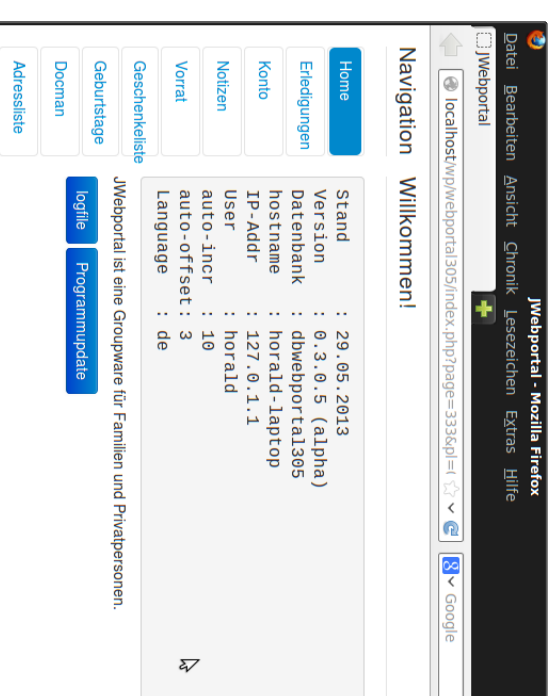 JWebportal - Mozilla Firefox
Datei Bearbeiten Ansicht Chronik Lesezeichen Extras Hilfe
JWebportal
localhost/wp/webportal305/index.php?page=333&pl=(
Google
Navigation
Home
Erledigungen
Konto
Notizen
Vorrat
Geschenkeliste
Geburtstage
Docman
Adressliste
Willkommen!
Stand : 29.05.2013
Version : 0.3.0.5 (alpha)
Datenbank : dbwebportal305
hostname : horald-laptop
IP-Addr : 127.0.1.1
User : horald
auto-incr : 10
auto-offset: 3
Language : de
JWebportal ist eine Groupware für Familien und Privatpersonen.
logfile Programmupdate